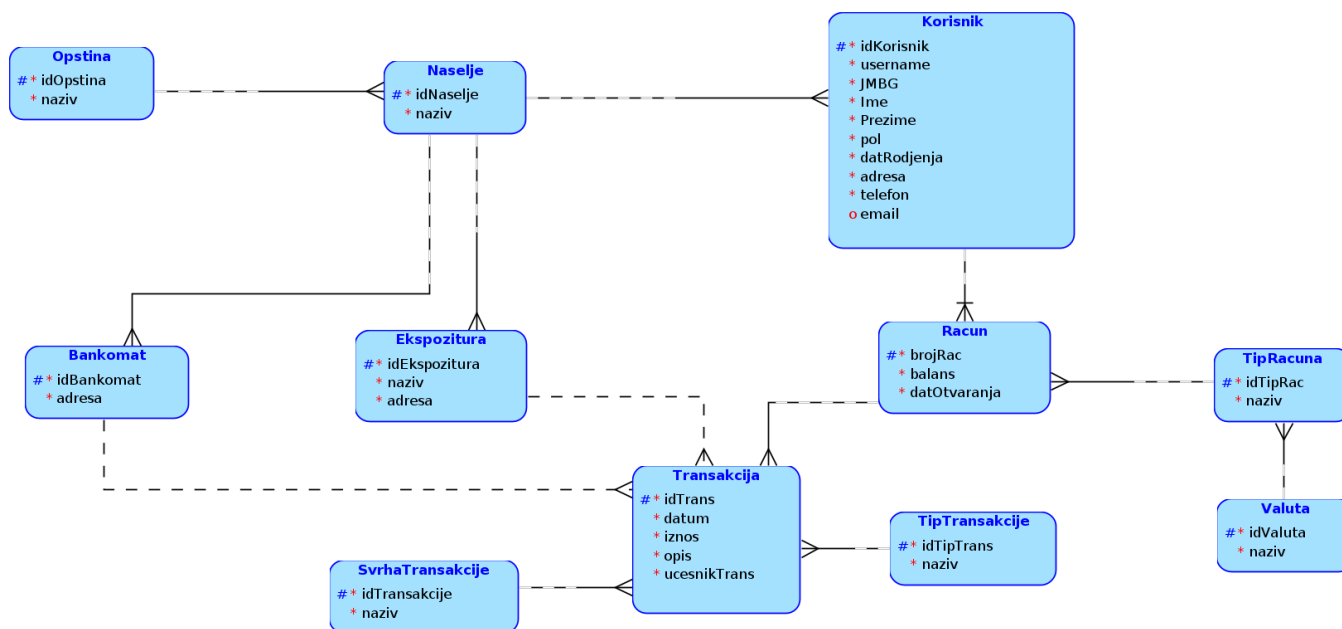 Opstina
# * idOpstina
* naziv
Naselje
# * idNaselje
* naziv
Korisnik
# * idKorisnik
* username
* JMBG
* Ime
* Prezime
* pol
* datRodjenja
* adresa
* telefon
o email
Bankomat
# * idBankomat
* adresa
Ekspozitura
# * idEkspozitura
* naziv
* adresa
Racun
# * brojRac
* balans
* datOtvaranja
TipRacuna
# * idTipRac
* naziv
Transakcija
# * idTrans
* datum
* iznos
* opis
* ucesnikTrans
TipTransakcije
# * idTipTrans
* naziv
Valuta
# * idValuta
* naziv
SvrhaTransakcije
# * idTransakcije
* naziv